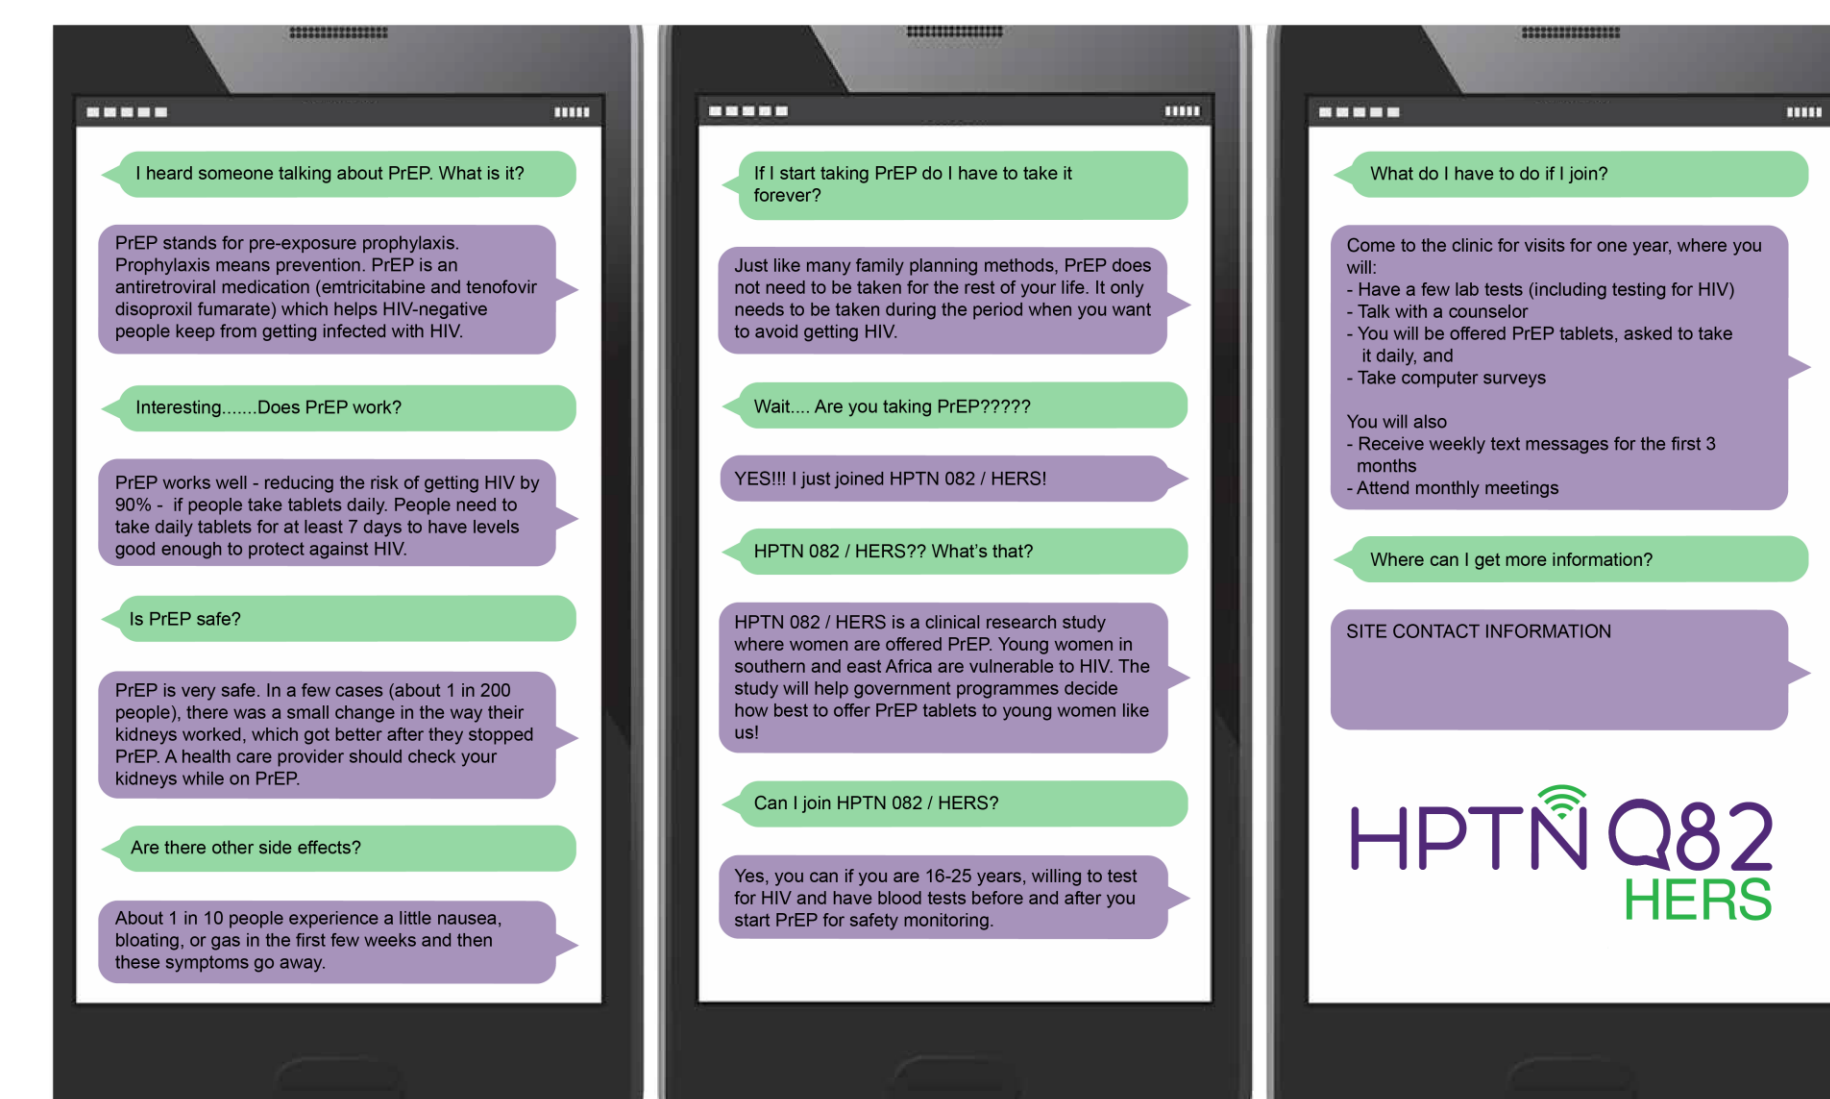 I heard someone talking about PrEP. What is it?
PrEP stands for pre-exposure prophylaxis.
Prophylaxis means prevention. PrEP is an
antiretroviral medication (emtricitabine and tenofovir
disoproxil fumarate) which helps HIV-negative
people keep from getting infected with HIV.
Interesting.......Does PrEP work?
PrEP works well - reducing the risk of getting HIV by
90% -  if people take tablets daily. People need to
take daily tablets for at least 7 days to have levels
good enough to protect against HIV.
Is PrEP safe?
PrEP is very safe. In a few cases (about 1 in 200
people), there was a small change in the way their
kidneys worked, which got better after they stopped
PrEP. A health care provider should check your
kidneys while on PrEP.
Are there other side effects?
About 1 in 10 people experience a little nausea,
bloating, or gas in the first few weeks and then
these symptoms go away.
If I start taking PrEP do I have to take it
forever?
Just like many family planning methods, PrEP does
not need to be taken for the rest of your life. It only
needs to be taken during the period when you want
to avoid getting HIV.
Wait.... Are you taking PrEP?????
YES!!! I just joined HPTN 082 / HERS!
HPTN 082 / HERS?? What's that?
HPTN 082 / HERS is a clinical research study
where women are offered PrEP. Young women in
southern and east Africa are vulnerable to HIV. The
study will help government programmes decide
how best to offer PrEP tablets to young women like
us!
Can I join HPTN 082 / HERS?
Yes, you can if you are 16-25 years, willing to test
for HIV and have blood tests before and after you
start PrEP for safety monitoring.
What do I have to do if I join?
Come to the clinic for visits for one year, where you
will:
- Have a few lab tests (including testing for HIV)
- Talk with a counselor
- You will be offered PrEP tablets, asked to take
it daily, and
- Take computer surveys
You will also
- Receive weekly text messages for the first 3
months
- Attend monthly meetings
Where can I get more information?
SITE CONTACT INFORMATION
HPTN 082
HERS